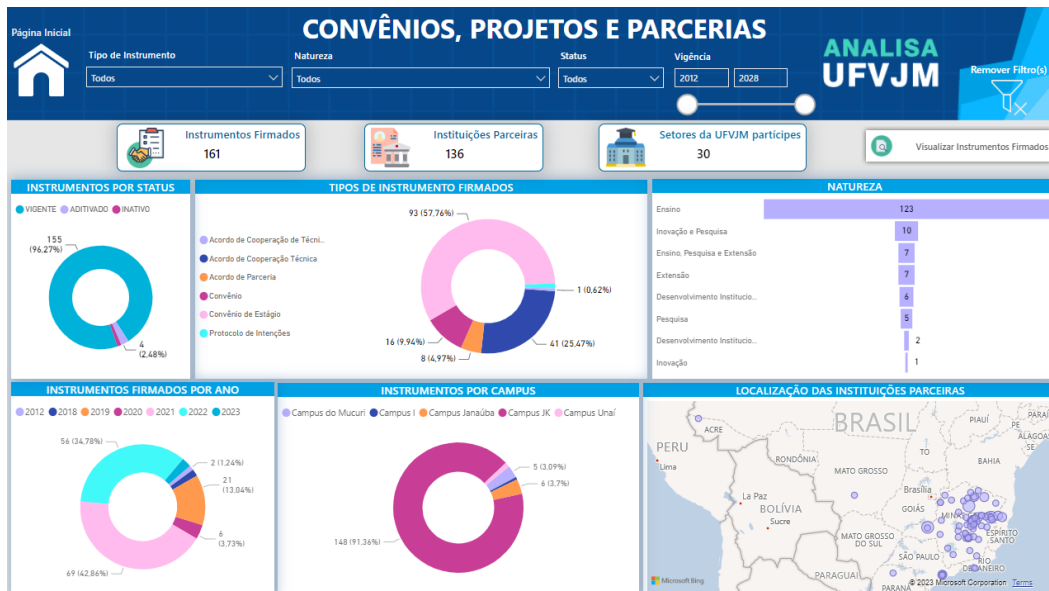 Página Inicial
CONVÊNIOS, PROJETOS E PARCERIAS
Tipo de Instrumento
Todos
Natureza
Todos
Status
Todos
Vigência
2012
2028
ANALISA
UFVJM
Remover Filtro(s)
Instrumentos Firmados
161
Instituições Parceiras
136
Setores da UFVJM partícipes
30
Visualizar Instrumentos Firmados
INSTRUMENTOS POR STATUS
VIGENTE ADITIVADO INATIVO
155
(96,27%)
4
(2,48%)
TIPOS DE INSTRUMENTO FIRMADOS
Acordo de Cooperação de Técni...
Acordo de Cooperação Técnica
Acordo de Parceria
Convênio
Convênio de Estágio
Protocolo de Intenções
93 (57,76%)
1 (0,62%)
41 (25,47%)
8 (4,97%)
16 (9,94%)
NATUREZA
Ensino 123
Inovação e Pesquisa 10
Ensino, Pesquisa e Extensão 7
Extensão 7
Desenvolvimento Institucio... 6
Pesquisa 5
Desenvolvimento Institucio... 2
Inovação 1
INSTRUMENTOS FIRMADOS POR ANO
2012 2018 2019 2020 2021 2022 2023
56 (34,78%)
2 (1,24%)
21
(13,04%)
6
(3,73%)
69 (42,86%)
INSTRUMENTOS POR CAMPUS
Campus do Mucuri Campus I Campus Janaúba Campus JK Campus Unaí
5 (3,09%)
6 (3,7%)
148 (91,36%)
LOCALIZAÇÃO DAS INSTITUIÇÕES PARCEIRAS
BRASIL
ACRE
PERU
Lima
RONDÔNIA
MATO GROSSO
TO
PIAUÍ
PE
PARAÍ
ALAGOAS
SE
BAHIA
La Paz
BOLÍVIA
Sucre
Brasília
GOIÁS
MATO GROSSO
DO SUL
ESPÍRITO
SANTO
SÃO PAULO
RIO
DE JANEIRO
PARAGUAI
PARANÁ
Microsoft Bing
© 2023 Microsoft Corporation Terms